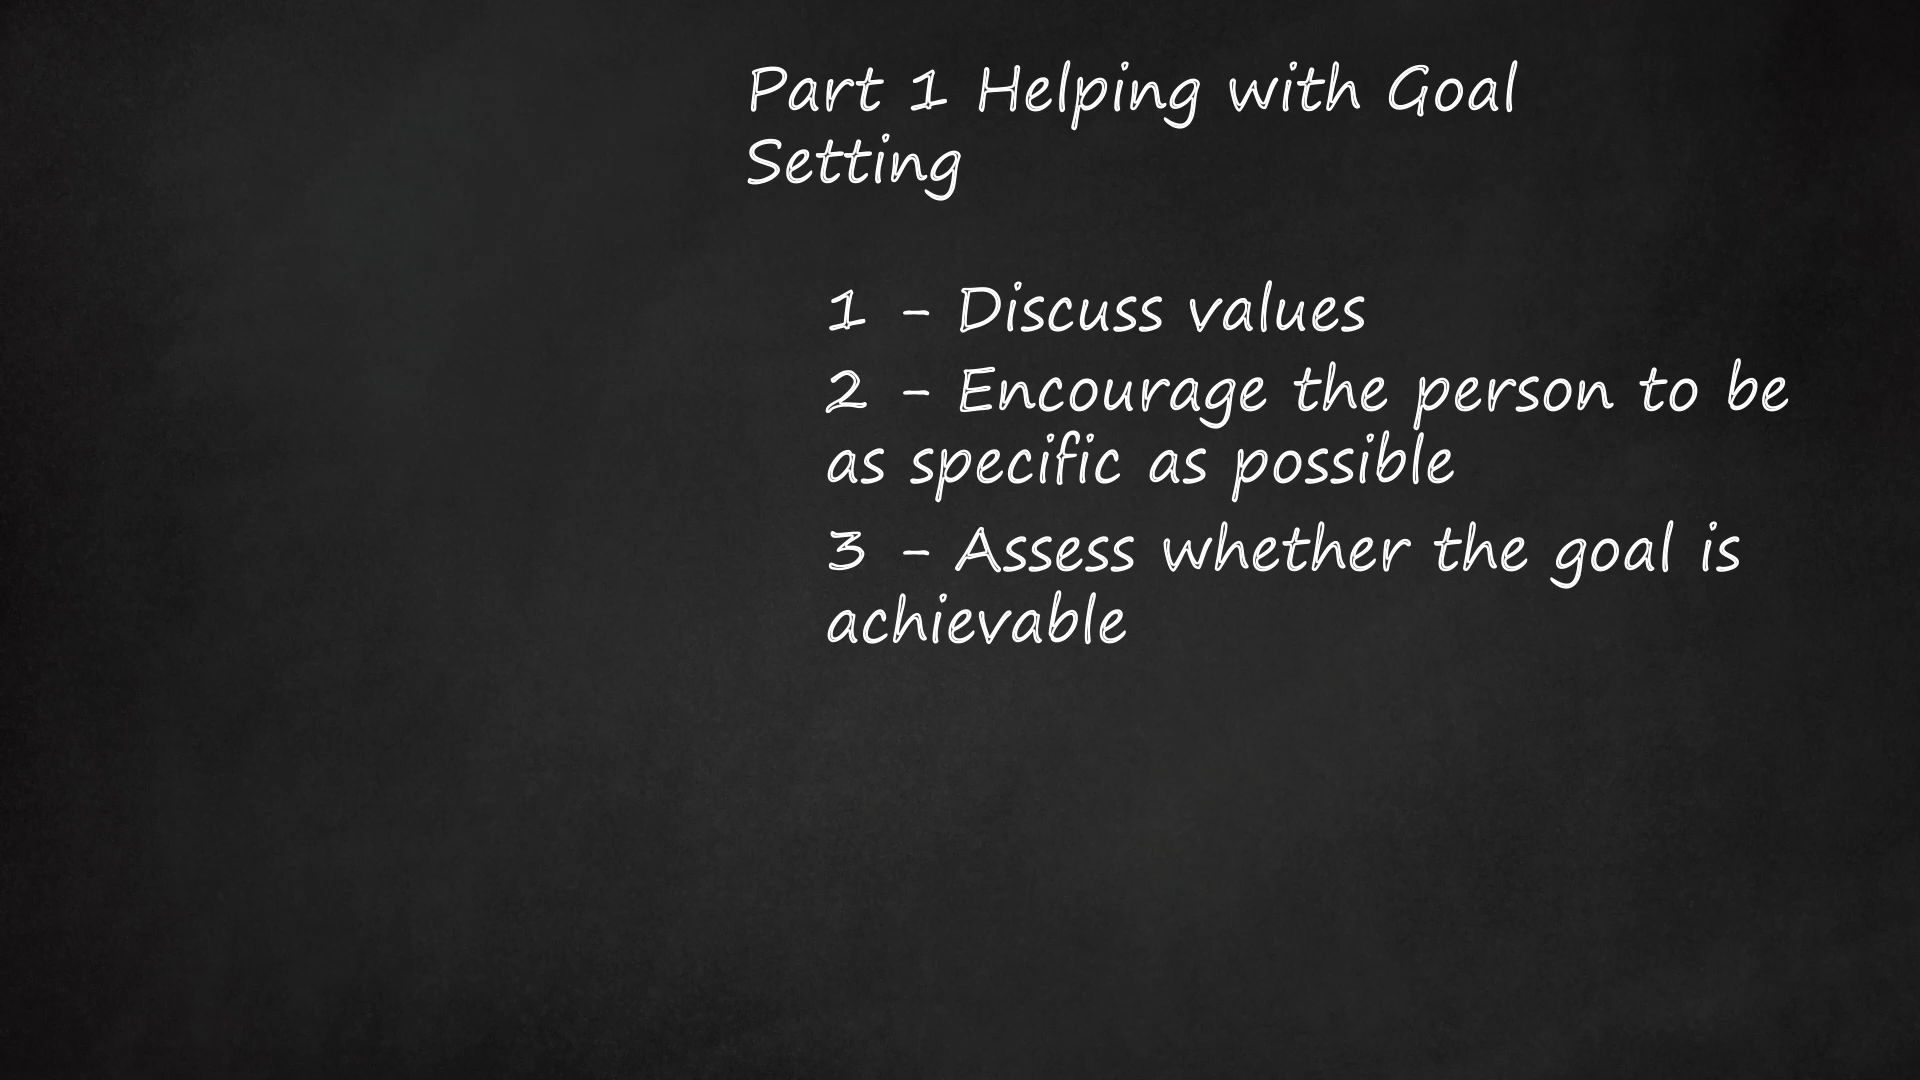 Part 1 Helping with Goal
Setting
1 - Discuss values
2 - Encourage the person to be
as specific as possible
3 - Assess whether the goal is
achievable